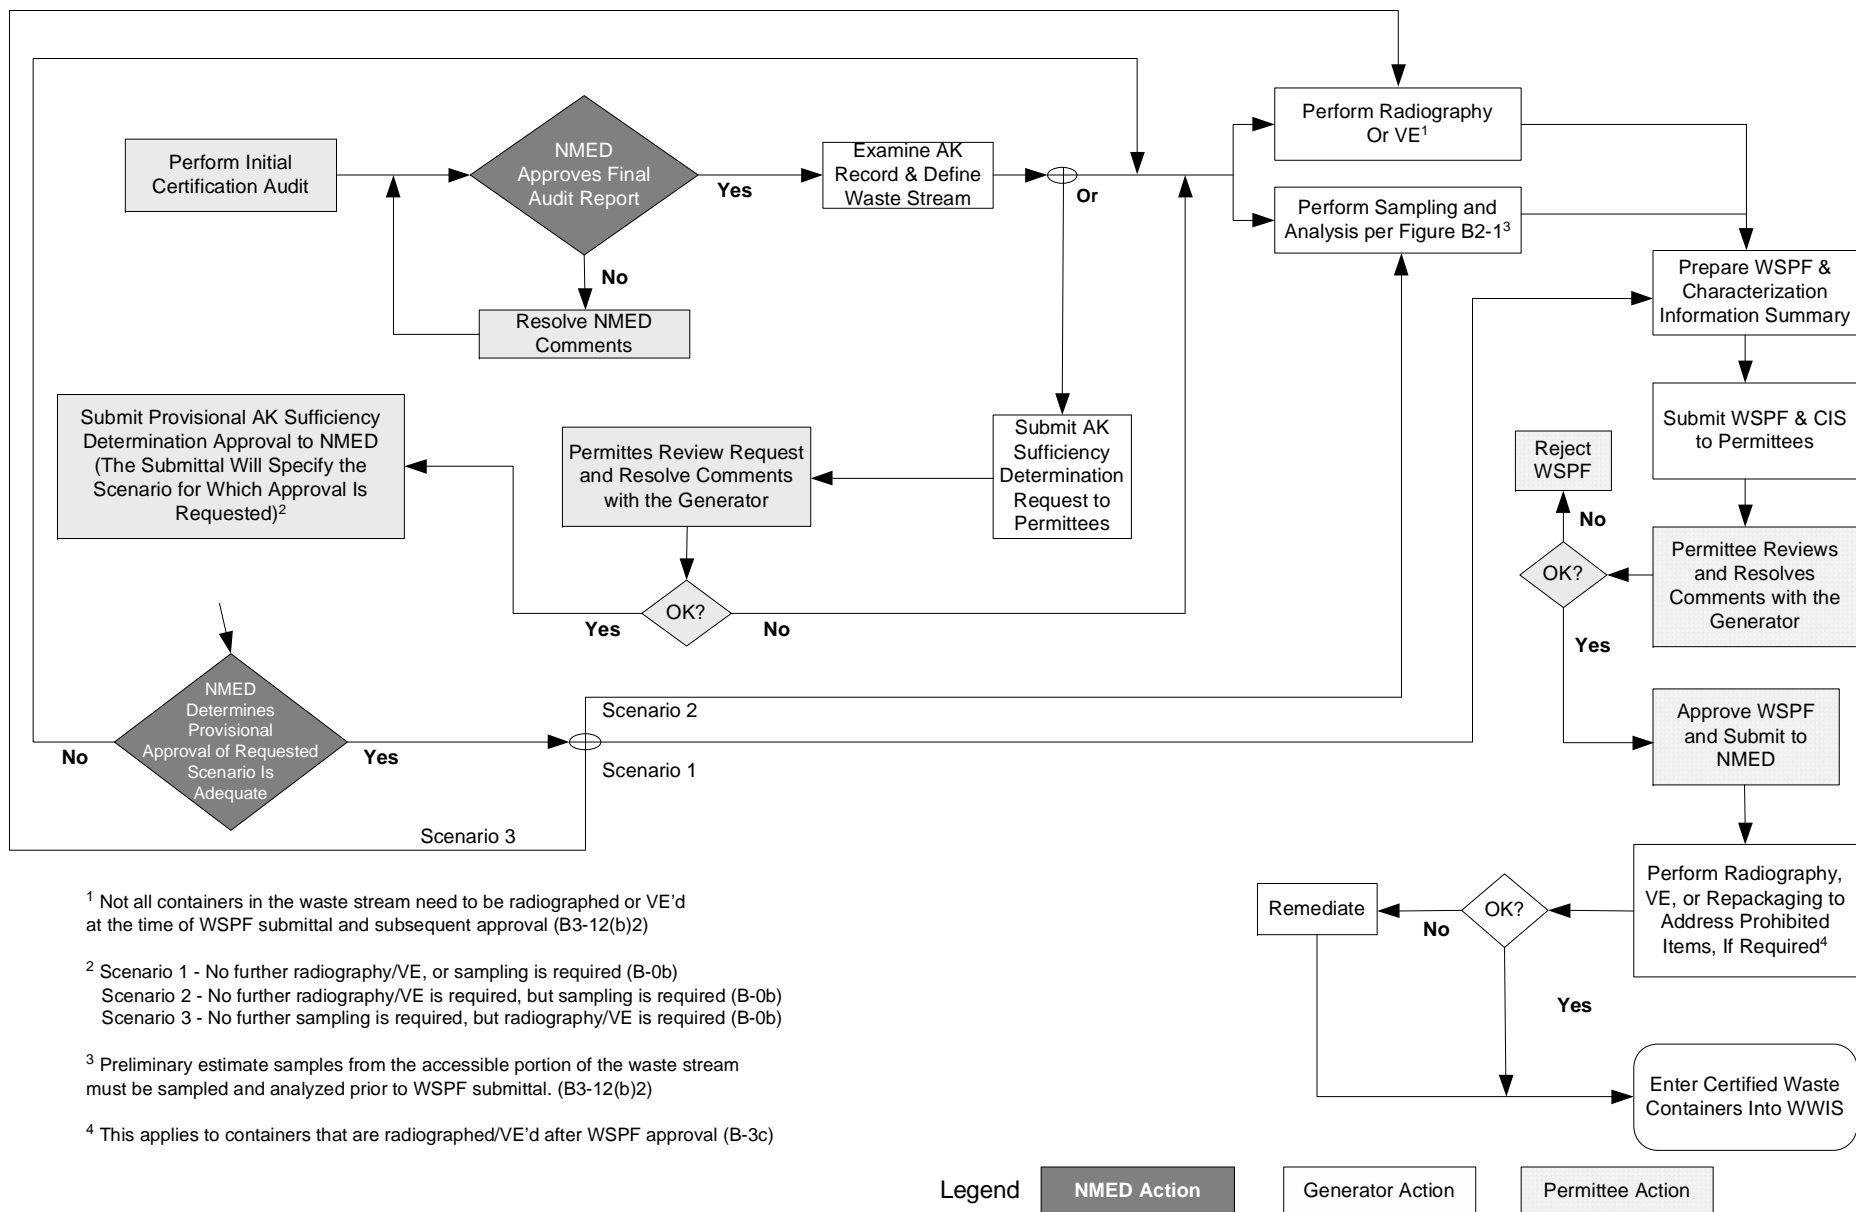 Perform Initial
Certification Audit
NMED
Approves Final
Audit Report
Yes
No
Resolve NMED
Comments
Examine AK
Record & Define
Waste Stream
Or
Perform Radiography
Or VE1
Perform Sampling and
Analysis per Figure B2-13
Prepare WSPF &
Characterization
Information Summary
Submit WSPF & CIS
to Permittees
Submit Provisional AK Sufficiency
Determination Approval to NMED
(The Submittal Will Specify the
Scenario for Which Approval Is
Requested)2
Permittes Review Request
and Resolve Comments
with the Generator
Submit AK
Sufficiency
Determination
Request to
Permittees
Reject
WSPF
No
OK?
Yes
Permittee Reviews
and Resolves
Comments with the
Generator
OK?
Yes
No
NMED
Determines
Provisional
Approval of Requested
Scenario Is
Adequate
No
Yes
Scenario 2
Scenario 1
Scenario 3
Approve WSPF
and Submit to
NMED
Perform Radiography,
VE, or Repackaging to
Address Prohibited
Items, If Required4
OK?
No
Yes
Remediate
Enter Certified Waste
Containers Into WWIS
1 Not all containers in the waste stream need to be radiographed or VE’d
at the time of WSPF submittal and subsequent approval (B3-12(b)2)
2 Scenario 1 - No further radiography/VE, or sampling is required (B-0b)
Scenario 2 - No further radiography/VE is required, but sampling is required (B-0b)
Scenario 3 - No further sampling is required, but radiography/VE is required (B-0b)
3 Preliminary estimate samples from the accessible portion of the waste stream
must be sampled and analyzed prior to WSPF submittal. (B3-12(b)2)
4 This applies to containers that are radiographed/VE’d after WSPF approval (B-3c)
Legend
NMED Action
Generator Action
Permittee Action